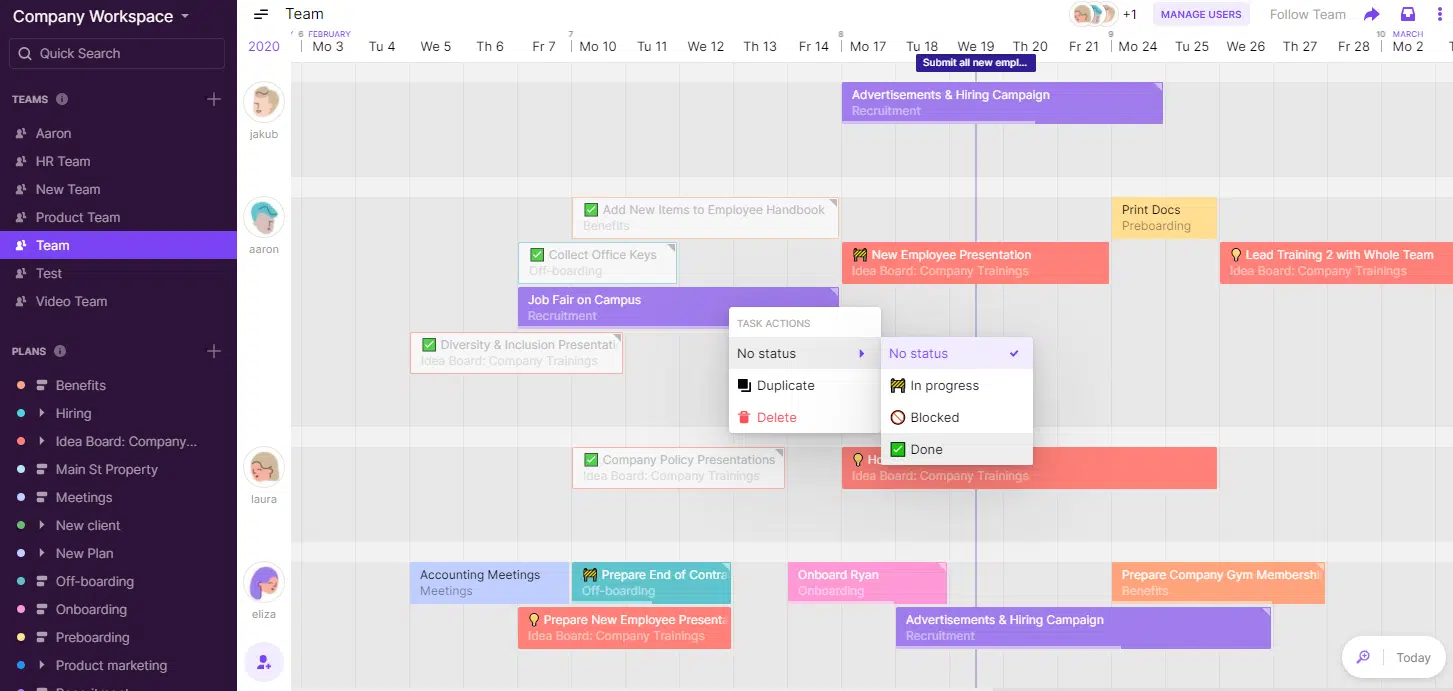 Company Workspace
Quick Search
TEAMS
Aaron
HR Team
New Team
Product Team
Team
Test
Video Team
PLANS
Benefits
Hiring
Idea Board: Company...
Main St Property
Meetings
New client
New Plan
Off-boarding
Onboarding
Preboarding
Product marketing
Team
+1
MANAGE USERS
Follow Team
2020
6 FEBRUARY
7
8
9
10 MARCH
Mo 3 Tu 4 We 5 Th 6 Fr 7 Mo 10 Tu 11 We 12 Th 13 Fr 14 Mo 17 Tu 18 We 19 Th 20 Fr 21 Mo 24 Tu 25 We 26 Th 27 Fr 28 Mo 2
Submit all new empl...
jakub
Advertisements & Hiring Campaign
Recruitment
aaron
Add New Items to Employee Handbook
Benefits
Print Docs
Preboarding
Collect Office Keys
Off-boarding
New Employee Presentation
Idea Board: Company Trainings
Lead Training 2 with Whole Team
Idea Board: Company Trainings
Job Fair on Campus
Recruitment
Diversity & Inclusion Presentati
Idea Board: Company Trainings
TASK ACTIONS
No status
Duplicate
Delete
No status
In progress
Blocked
Done
laura
Company Policy Presentations
Idea Board: Company Trainings
Ho
Idea Board: Company Trainings
eliza
Accounting Meetings
Meetings
Prepare End of Contra
Off-boarding
Onboard Ryan
Onboarding
Prepare Company Gym Membershi
Benefits
Prepare New Employee Present
Idea Board: Company Trainings
Advertisements & Hiring Campaign
Recruitment
Today